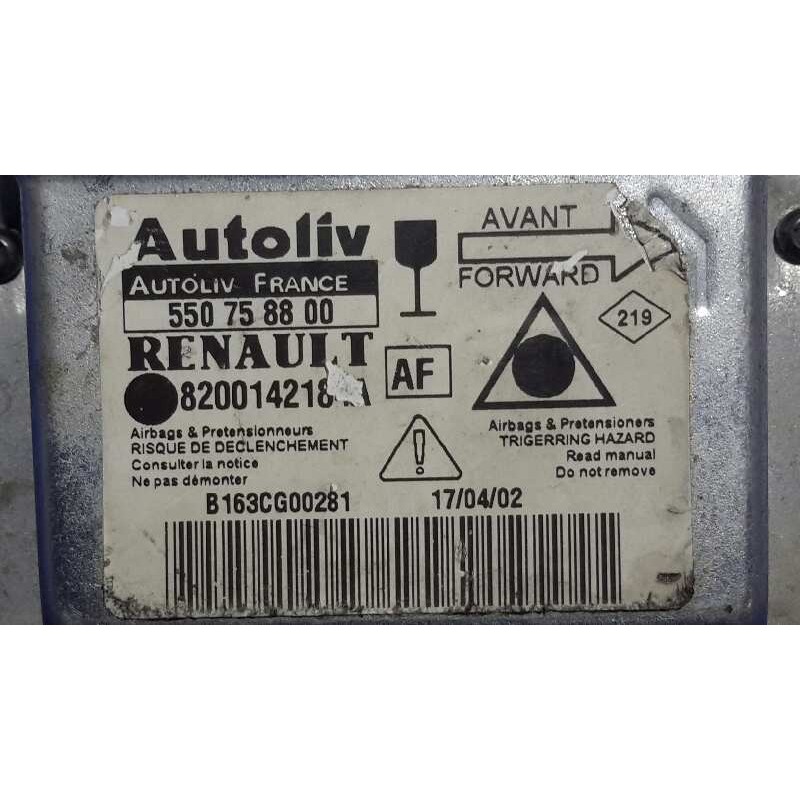 Autoliv
AUTOLIV FRANCE
550 75 88 00
RENAULT
AF
AVANT
FORWARD
219
Airbags & Pretensionneurs
RISQUE DE DECLENCHEMENT
Consulter la notice
Ne pas démonter
Airbags & Pretensioners
TRIGERRING HAZARD
Read manual
Do not remove
B163CG00281 17/04/02